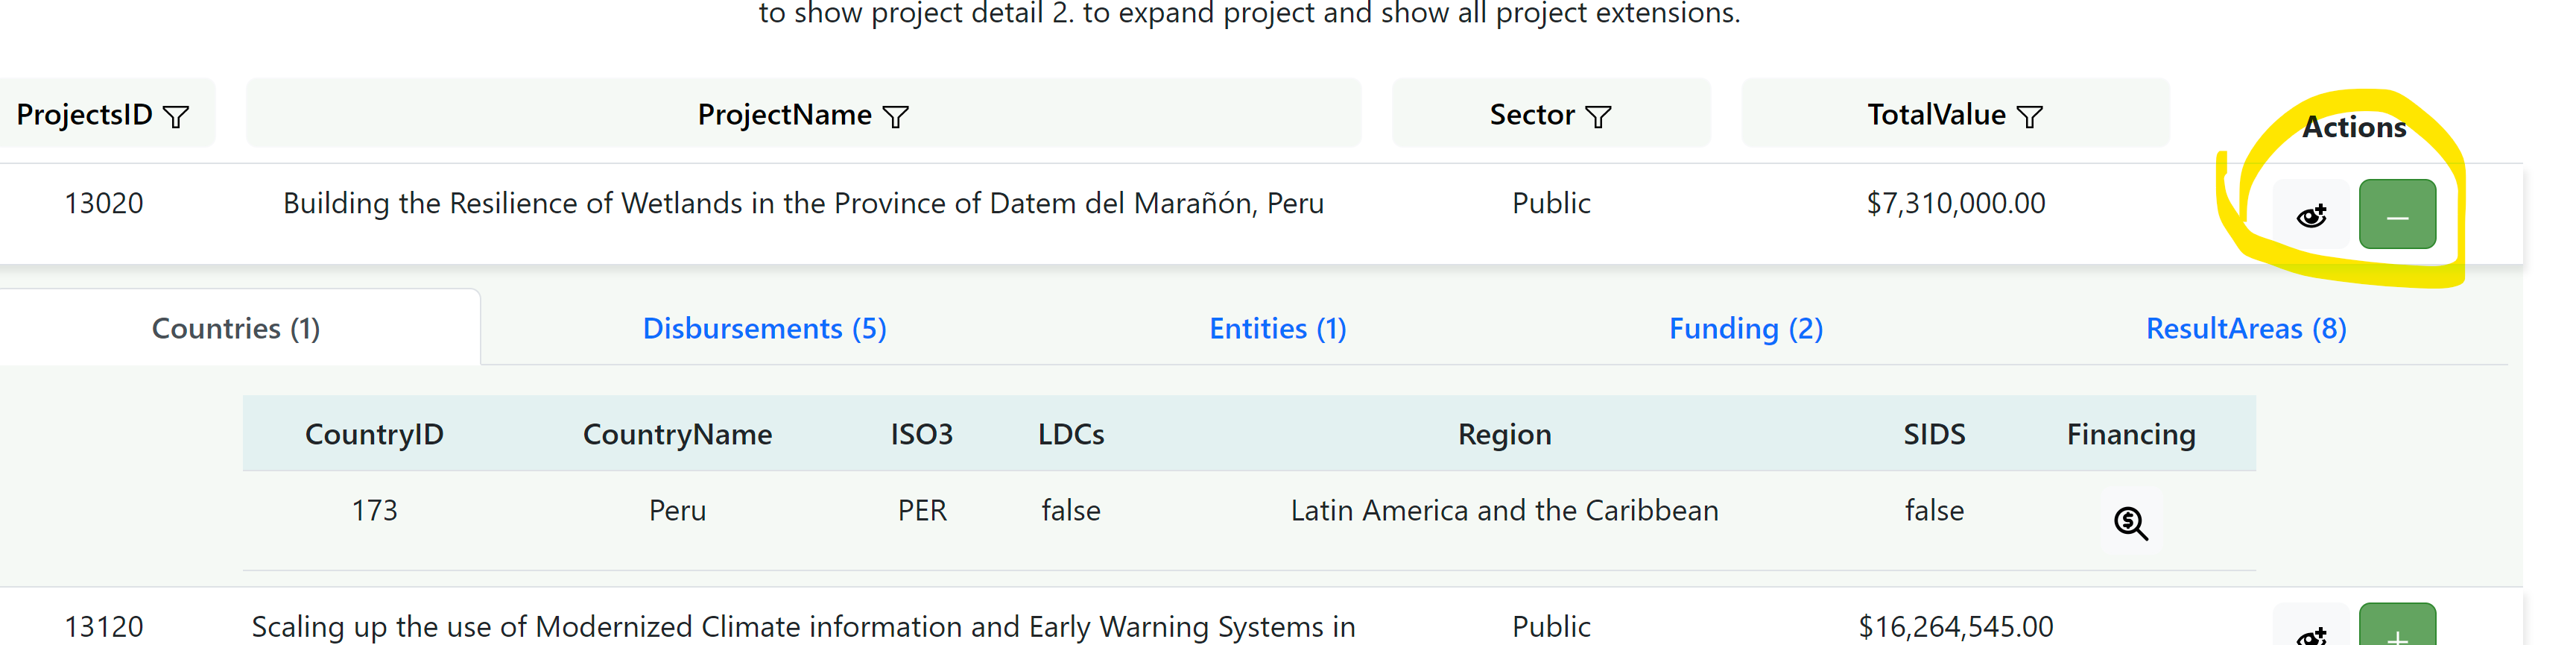 to show project detail 2. to expand project and show all project extensions.
ProjectsID ProjectName Sector TotalValue Actions
13020 Building the Resilience of Wetlands in the Province of Datem del Marañón, Peru Public $7,310,000.00
Countries (1) Disbursements (5) Entities (1) Funding (2) ResultAreas (8)
CountryID CountryName ISO3 LDCs Region SIDS Financing
173 Peru PER false Latin America and the Caribbean false
13120 Scaling up the use of Modernized Climate information and Early Warning Systems in Public $16,264,545.00